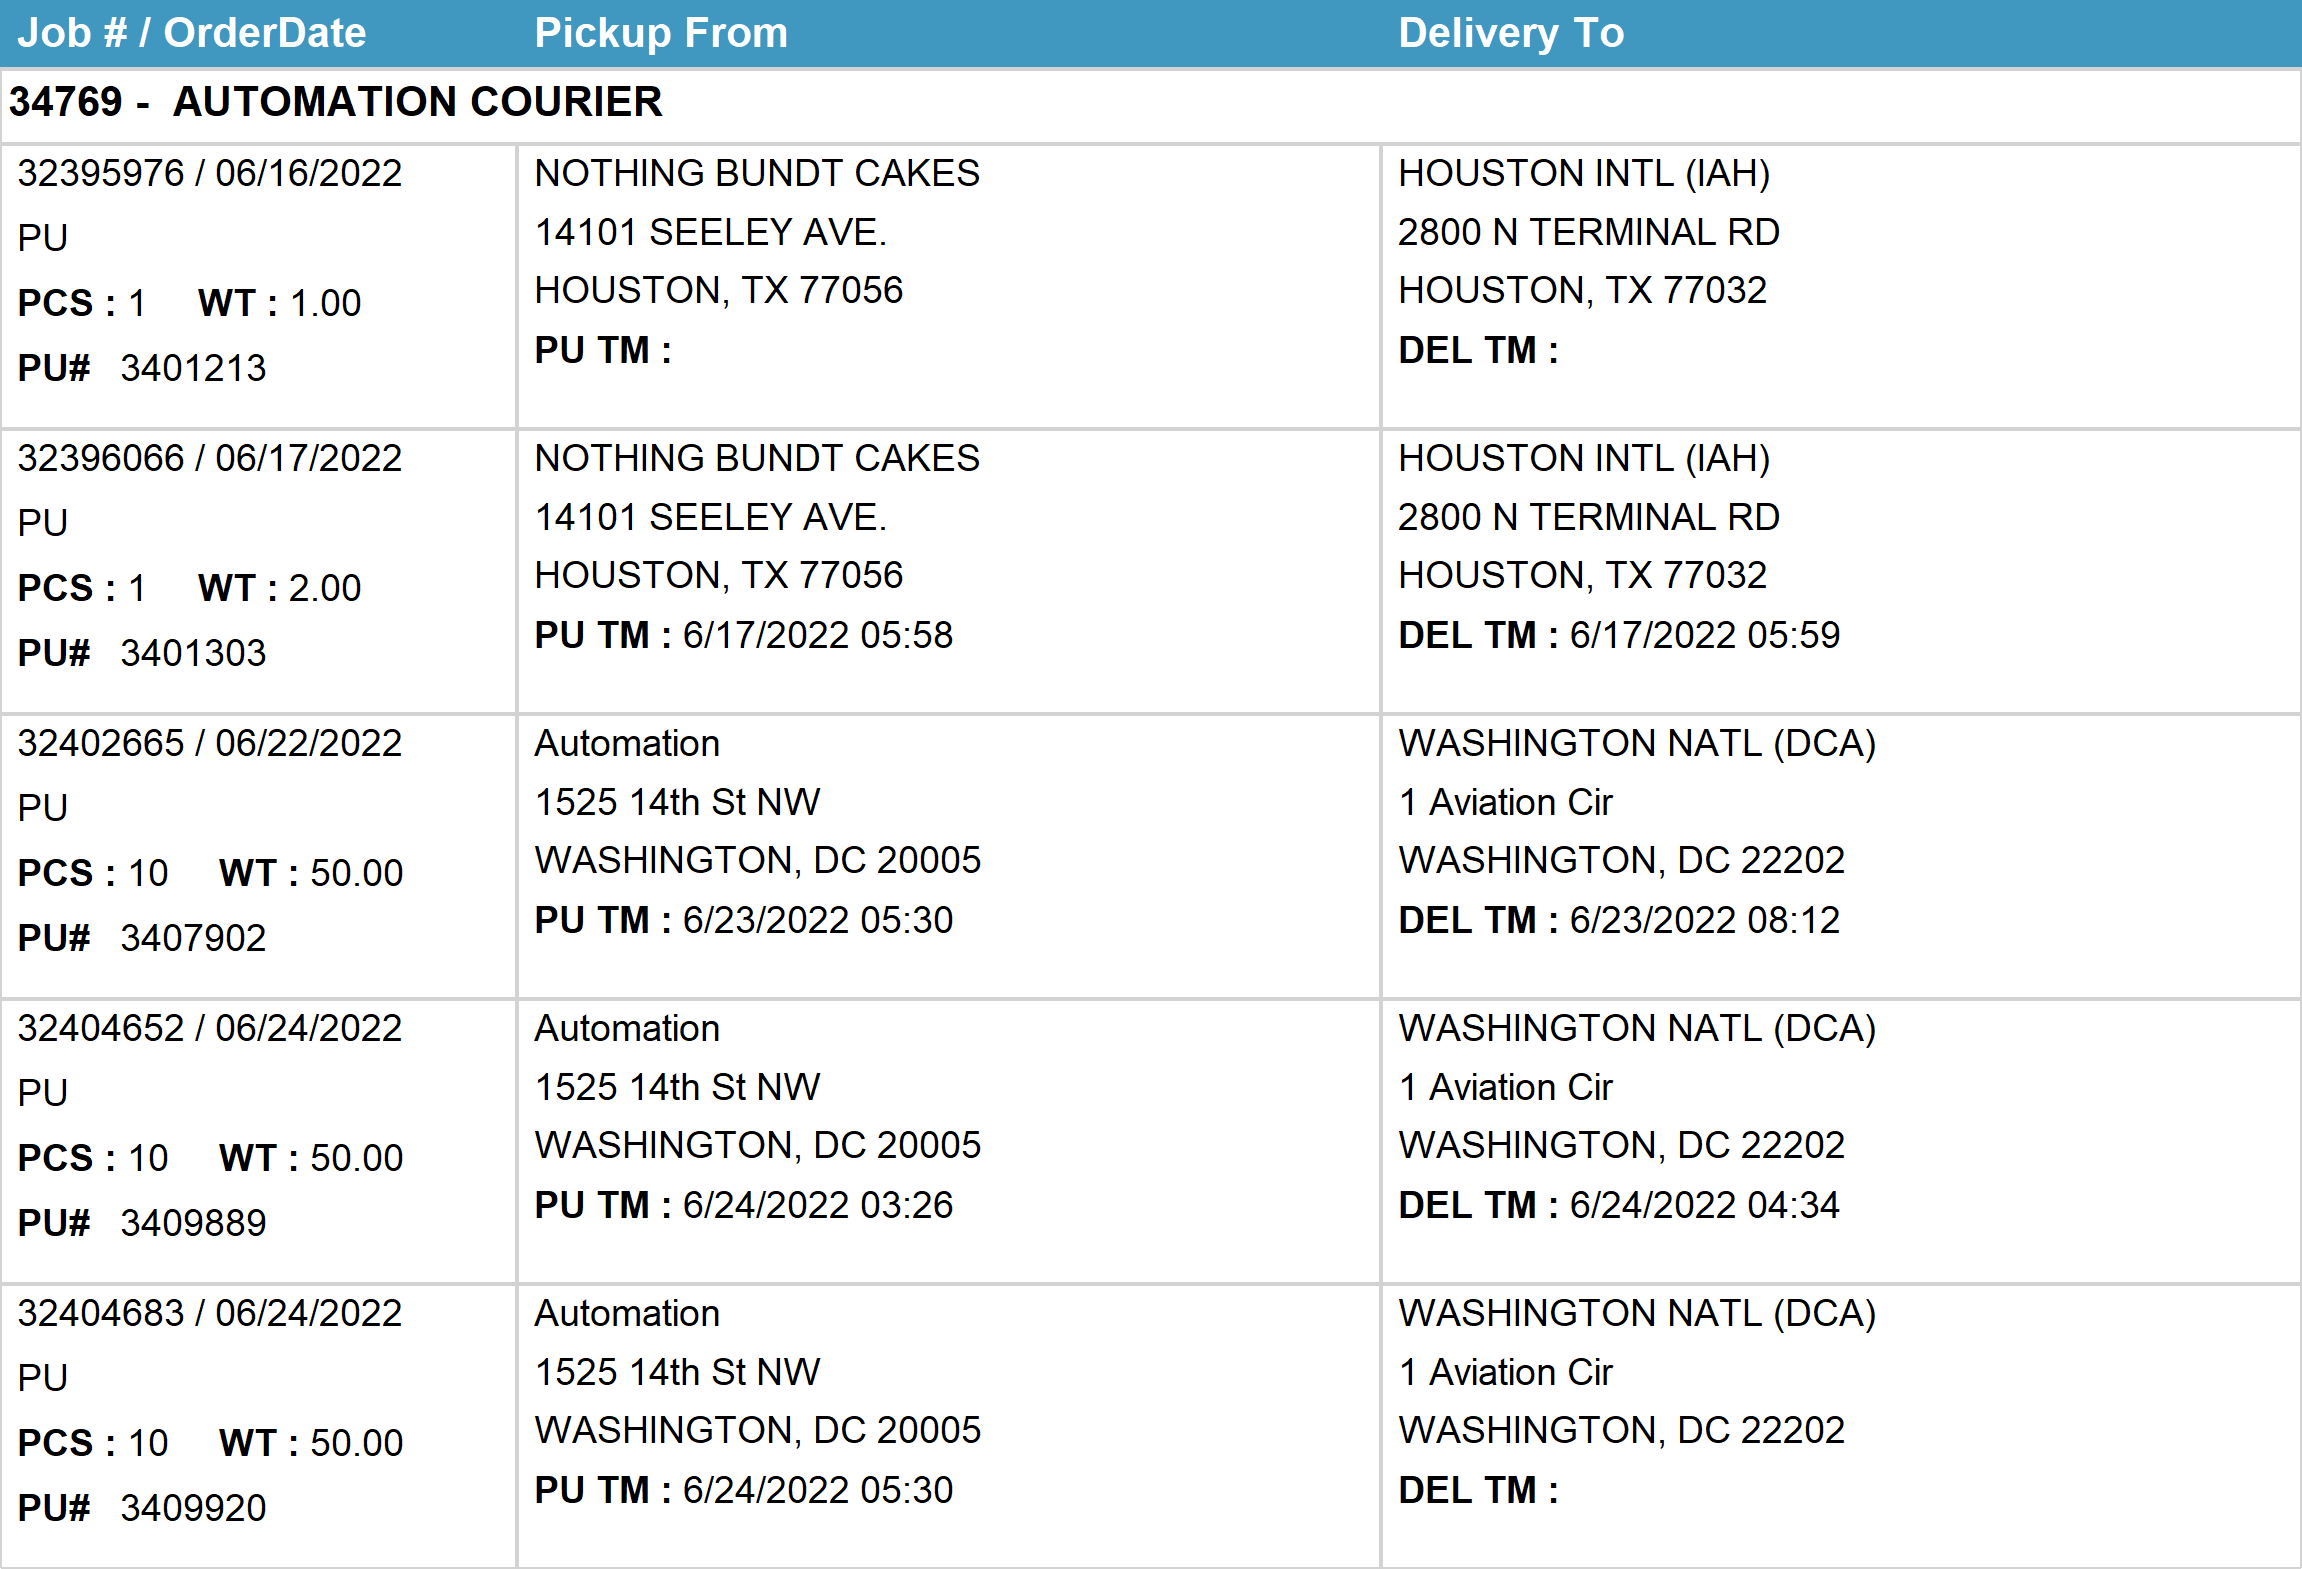 Job # / OrderDate Pickup From Delivery To
34769 - AUTOMATION COURIER
32395976 / 06/16/2022
PU
PCS : 1 WT : 1.00
PU# 3401213
NOTHING BUNDT CAKES
14101 SEELEY AVE.
HOUSTON, TX 77056
PU TM :
HOUSTON INTL (IAH)
2800 N TERMINAL RD
HOUSTON, TX 77032
DEL TM :
32396066 / 06/17/2022
PU
PCS : 1 WT : 2.00
PU# 3401303
NOTHING BUNDT CAKES
14101 SEELEY AVE.
HOUSTON, TX 77056
PU TM : 6/17/2022 05:58
HOUSTON INTL (IAH)
2800 N TERMINAL RD
HOUSTON, TX 77032
DEL TM : 6/17/2022 05:59
32402665 / 06/22/2022
PU
PCS : 10 WT : 50.00
PU# 3407902
Automation
1525 14th St NW
WASHINGTON, DC 20005
PU TM : 6/23/2022 05:30
WASHINGTON NATL (DCA)
1 Aviation Cir
WASHINGTON, DC 22202
DEL TM : 6/23/2022 08:12
32404652 / 06/24/2022
PU
PCS : 10 WT : 50.00
PU# 3409889
Automation
1525 14th St NW
WASHINGTON, DC 20005
PU TM : 6/24/2022 03:26
WASHINGTON NATL (DCA)
1 Aviation Cir
WASHINGTON, DC 22202
DEL TM : 6/24/2022 04:34
32404683 / 06/24/2022
PU
PCS : 10 WT : 50.00
PU# 3409920
Automation
1525 14th St NW
WASHINGTON, DC 20005
PU TM : 6/24/2022 05:30
WASHINGTON NATL (DCA)
1 Aviation Cir
WASHINGTON, DC 22202
DEL TM :